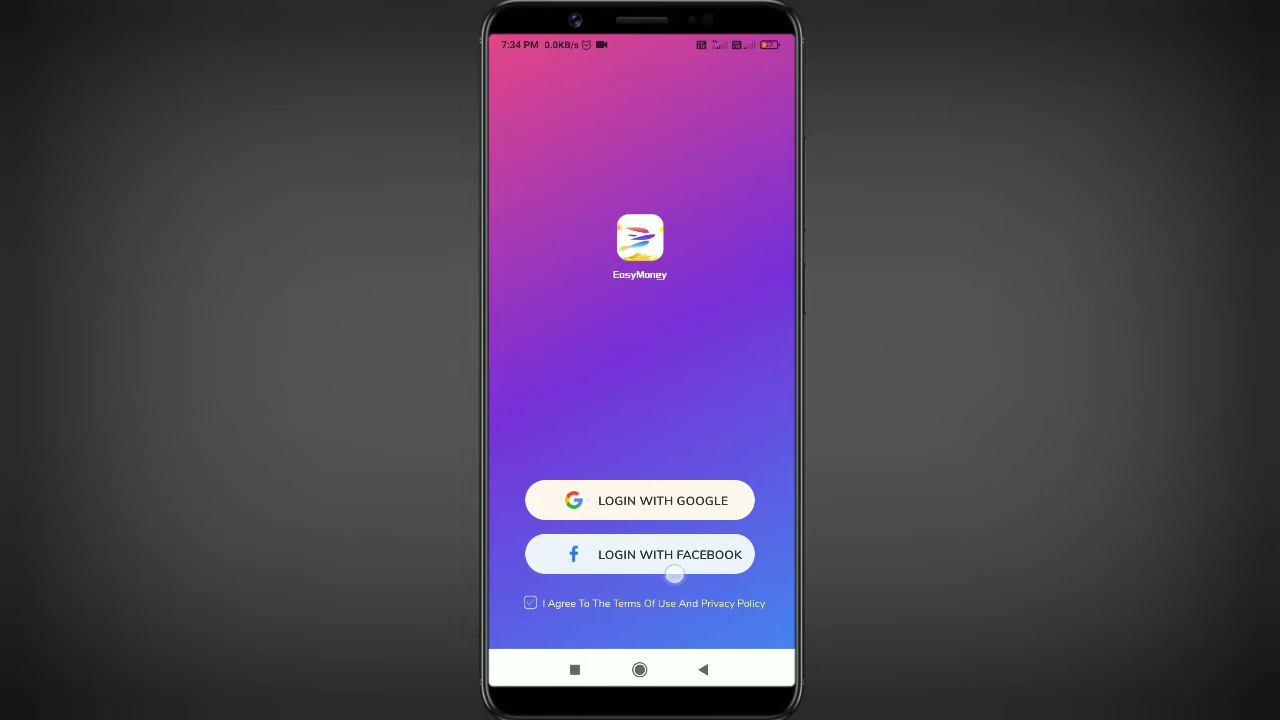 7:34 PM 0.0KB/s
EasyMoney
LOGIN WITH GOOGLE
LOGIN WITH FACEBOOK
I Agree To The Terms Of Use And Privacy Policy